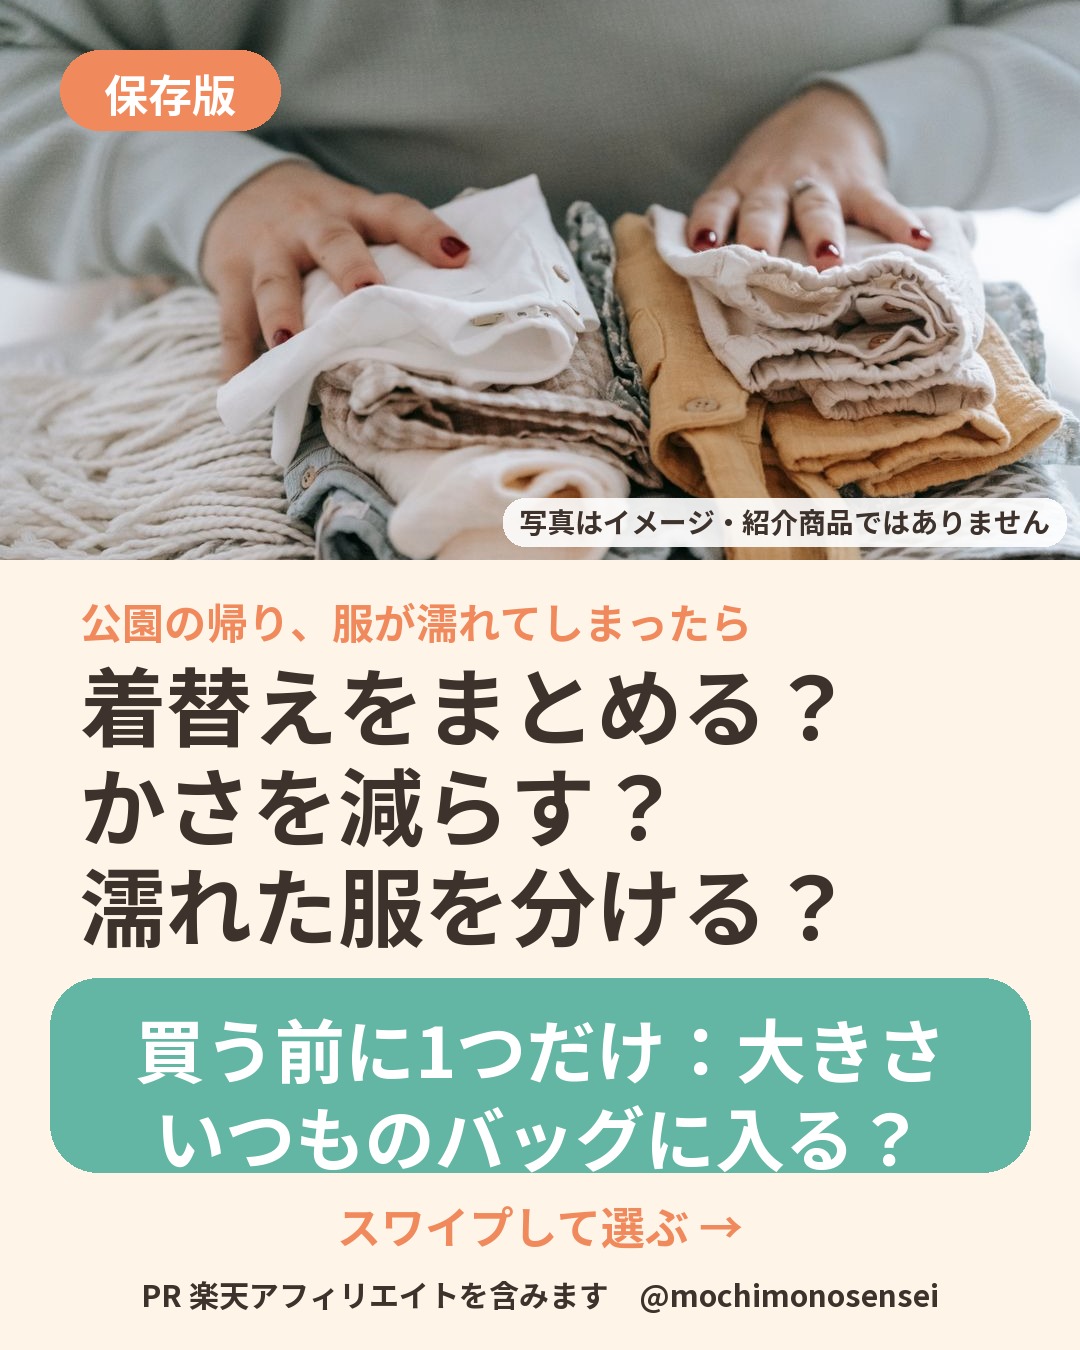 保存版
写真はイメージ・紹介商品ではありません
公園の帰り、服が濡れてしまったら
着替えをまとめる？
かさを減らす？
濡れた服を分ける？
買う前に1つだけ：大きさ
いつものバッグに入る？
スワイプして選ぶ →
PR 楽天アフィリエイトを含みます　@mochimonosensei